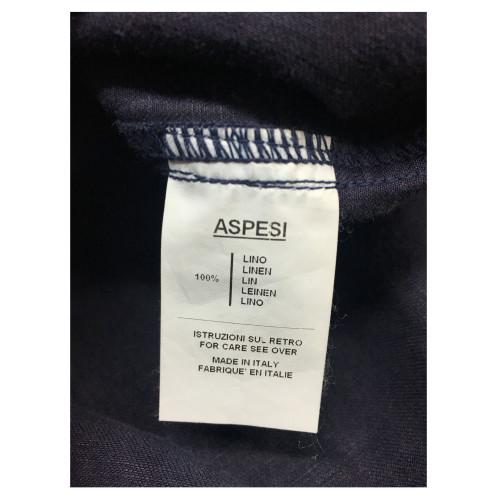 ASPESI
100%
LINO
LINEN
LIN
LEINEN
LINO
ISTRUZIONI SUL RETRO
FOR CARE SEE OVER
MADE IN ITALY
FABRIQUE' EN ITALIE